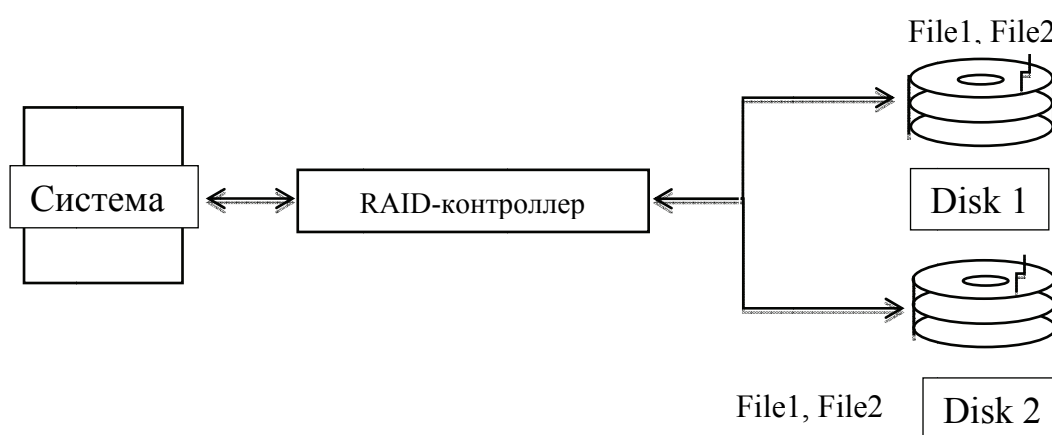 File1, File2
Система
RAID-контроллер
Disk 1
File1, File2
Disk 2